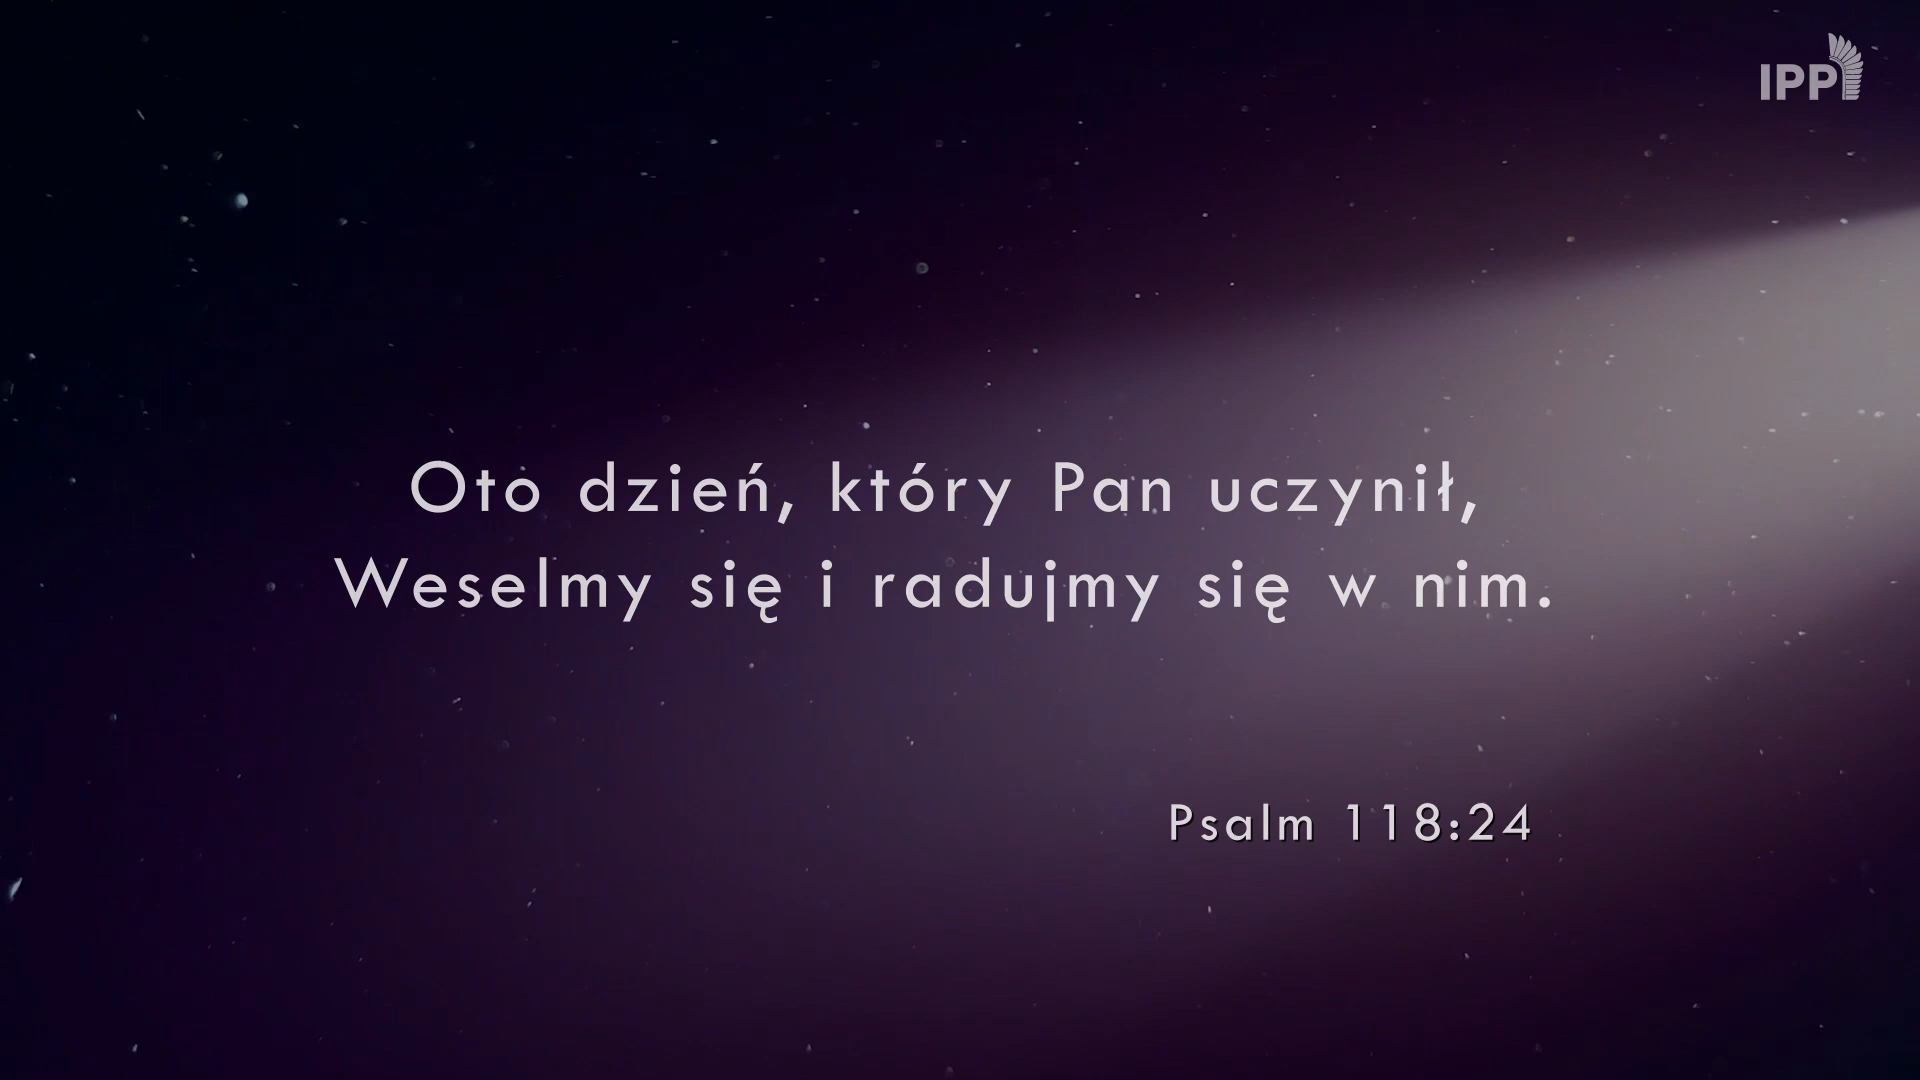 IPP
Oto dzień, który Pan uczynił,
Weselmy się i radujmy się w nim.
Psalm 118:24